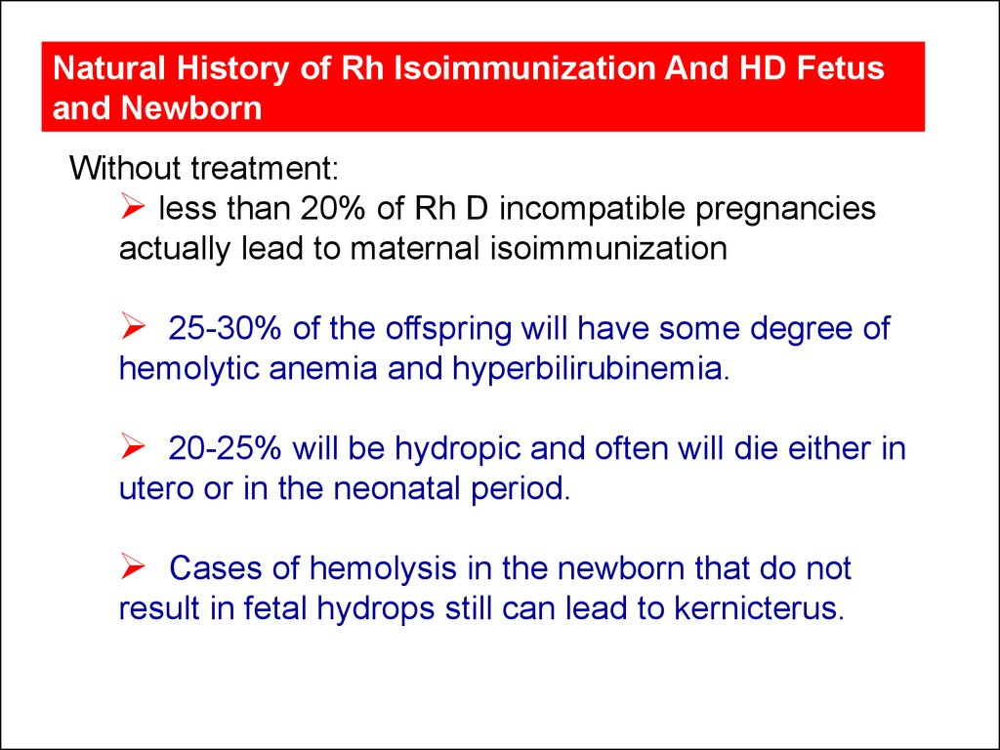 Natural History of Rh Isoimmunization And HD Fetus
and Newborn
Without treatment:
➢ less than 20% of Rh D incompatible pregnancies
actually lead to maternal isoimmunization
➢ 25-30% of the offspring will have some degree of
hemolytic anemia and hyperbilirubinemia.
➢ 20-25% will be hydropic and often will die either in
utero or in the neonatal period.
➢ Cases of hemolysis in the newborn that do not
result in fetal hydrops still can lead to kernicterus.